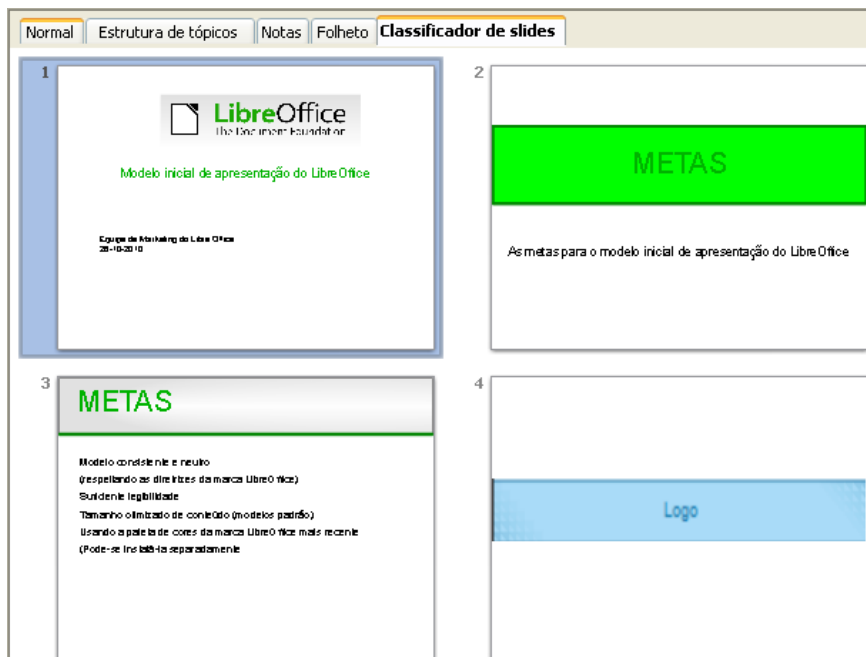 Normal Estrutura de tópicos Notas Folheto Classificador de slides
1
LibreOffice
The Document Foundation
Modelo inicial de apresentação do LibreOffice
Equipe de Marketing do LibreOffice
26-10-2010
2
METAS
As metas para o modelo inicial de apresentação do LibreOffice
3
METAS
Modelo consistente e neutro
(respeitando as diretrizes da marca LibreOffice)
legibilidade
Tamanho otimizado de conteúdo (modelos padrão)
Usando a paleta de cores da marca LibreOffice mais recente
(Pode-se instalá-la separadamente
4
Logo